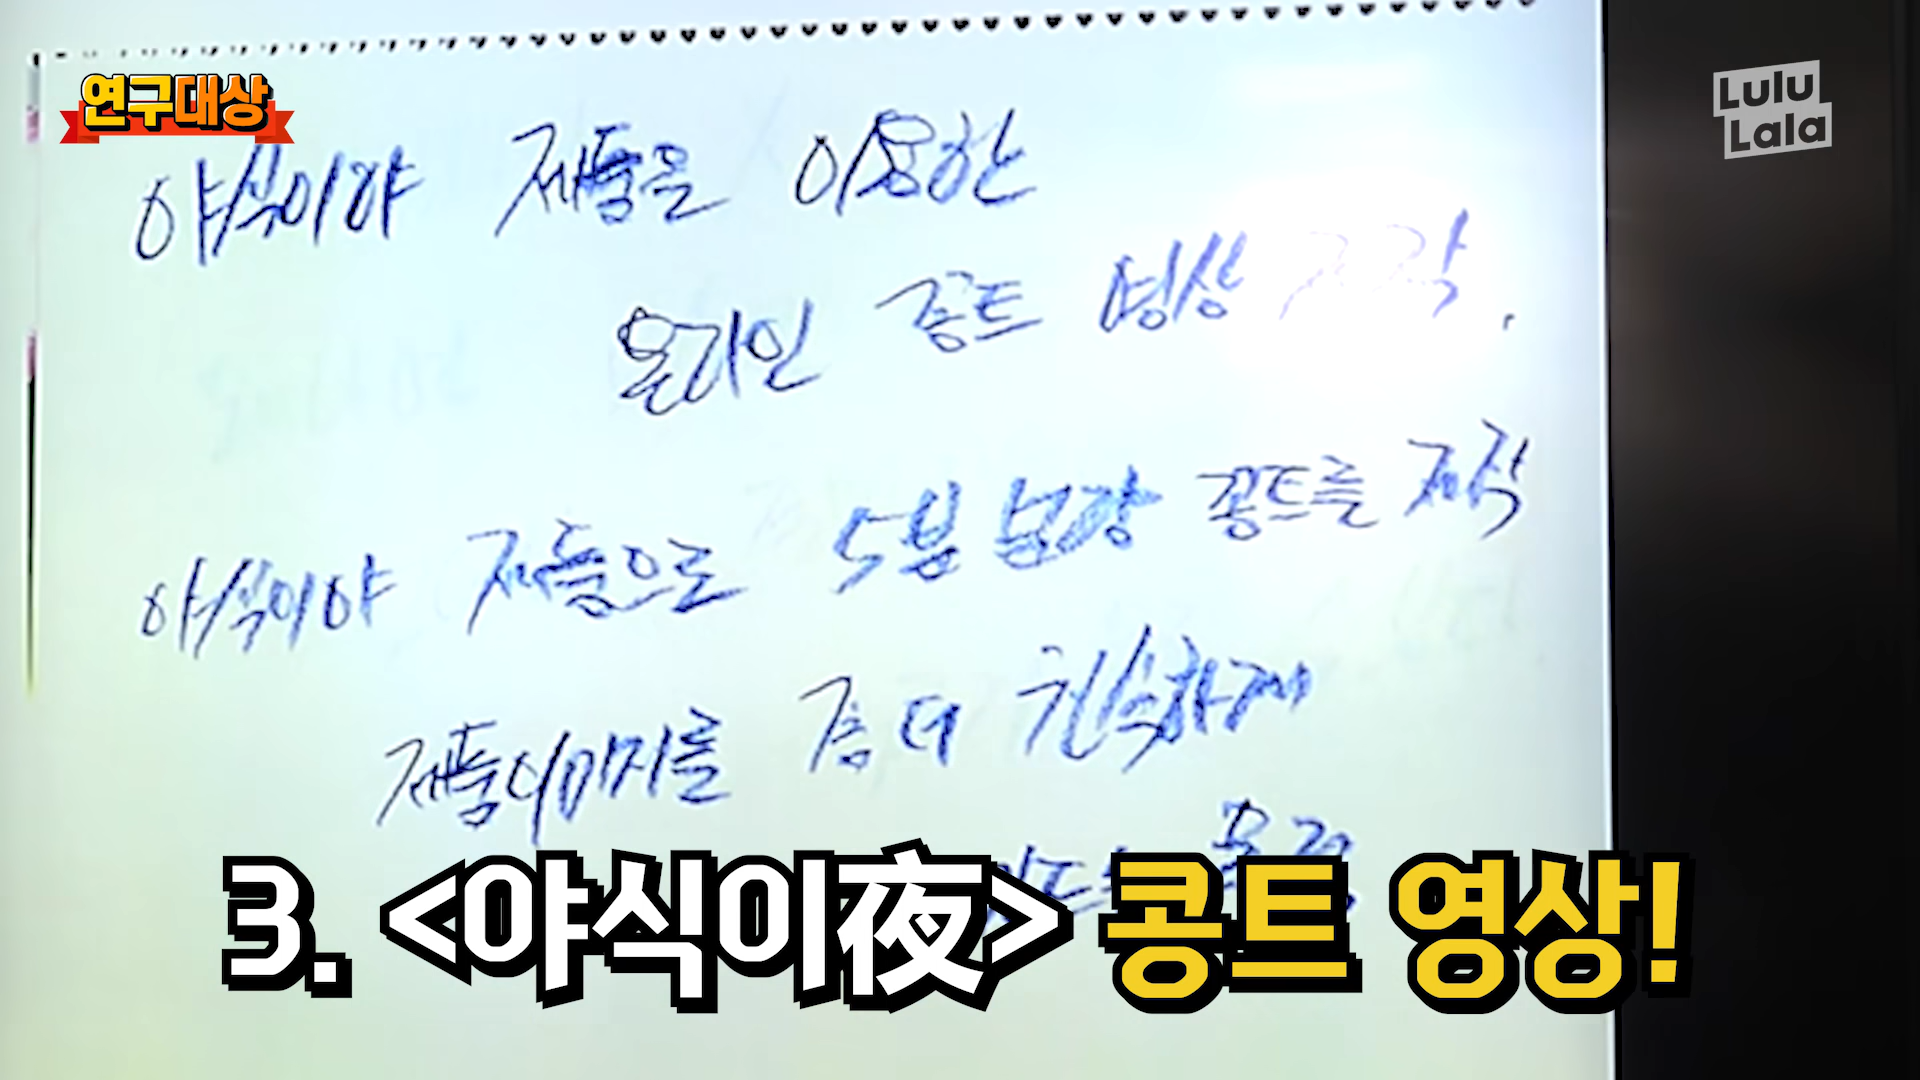 연구대상
Lulu
Lala
야식이야 제품을 이용한
온라인 콩트 영상 제작.
야식이야 제품으로 5분 보장 콩트를 제작
제품이미지를 좀 더 친숙하게
3. <야식이夜> 콩트 영상!